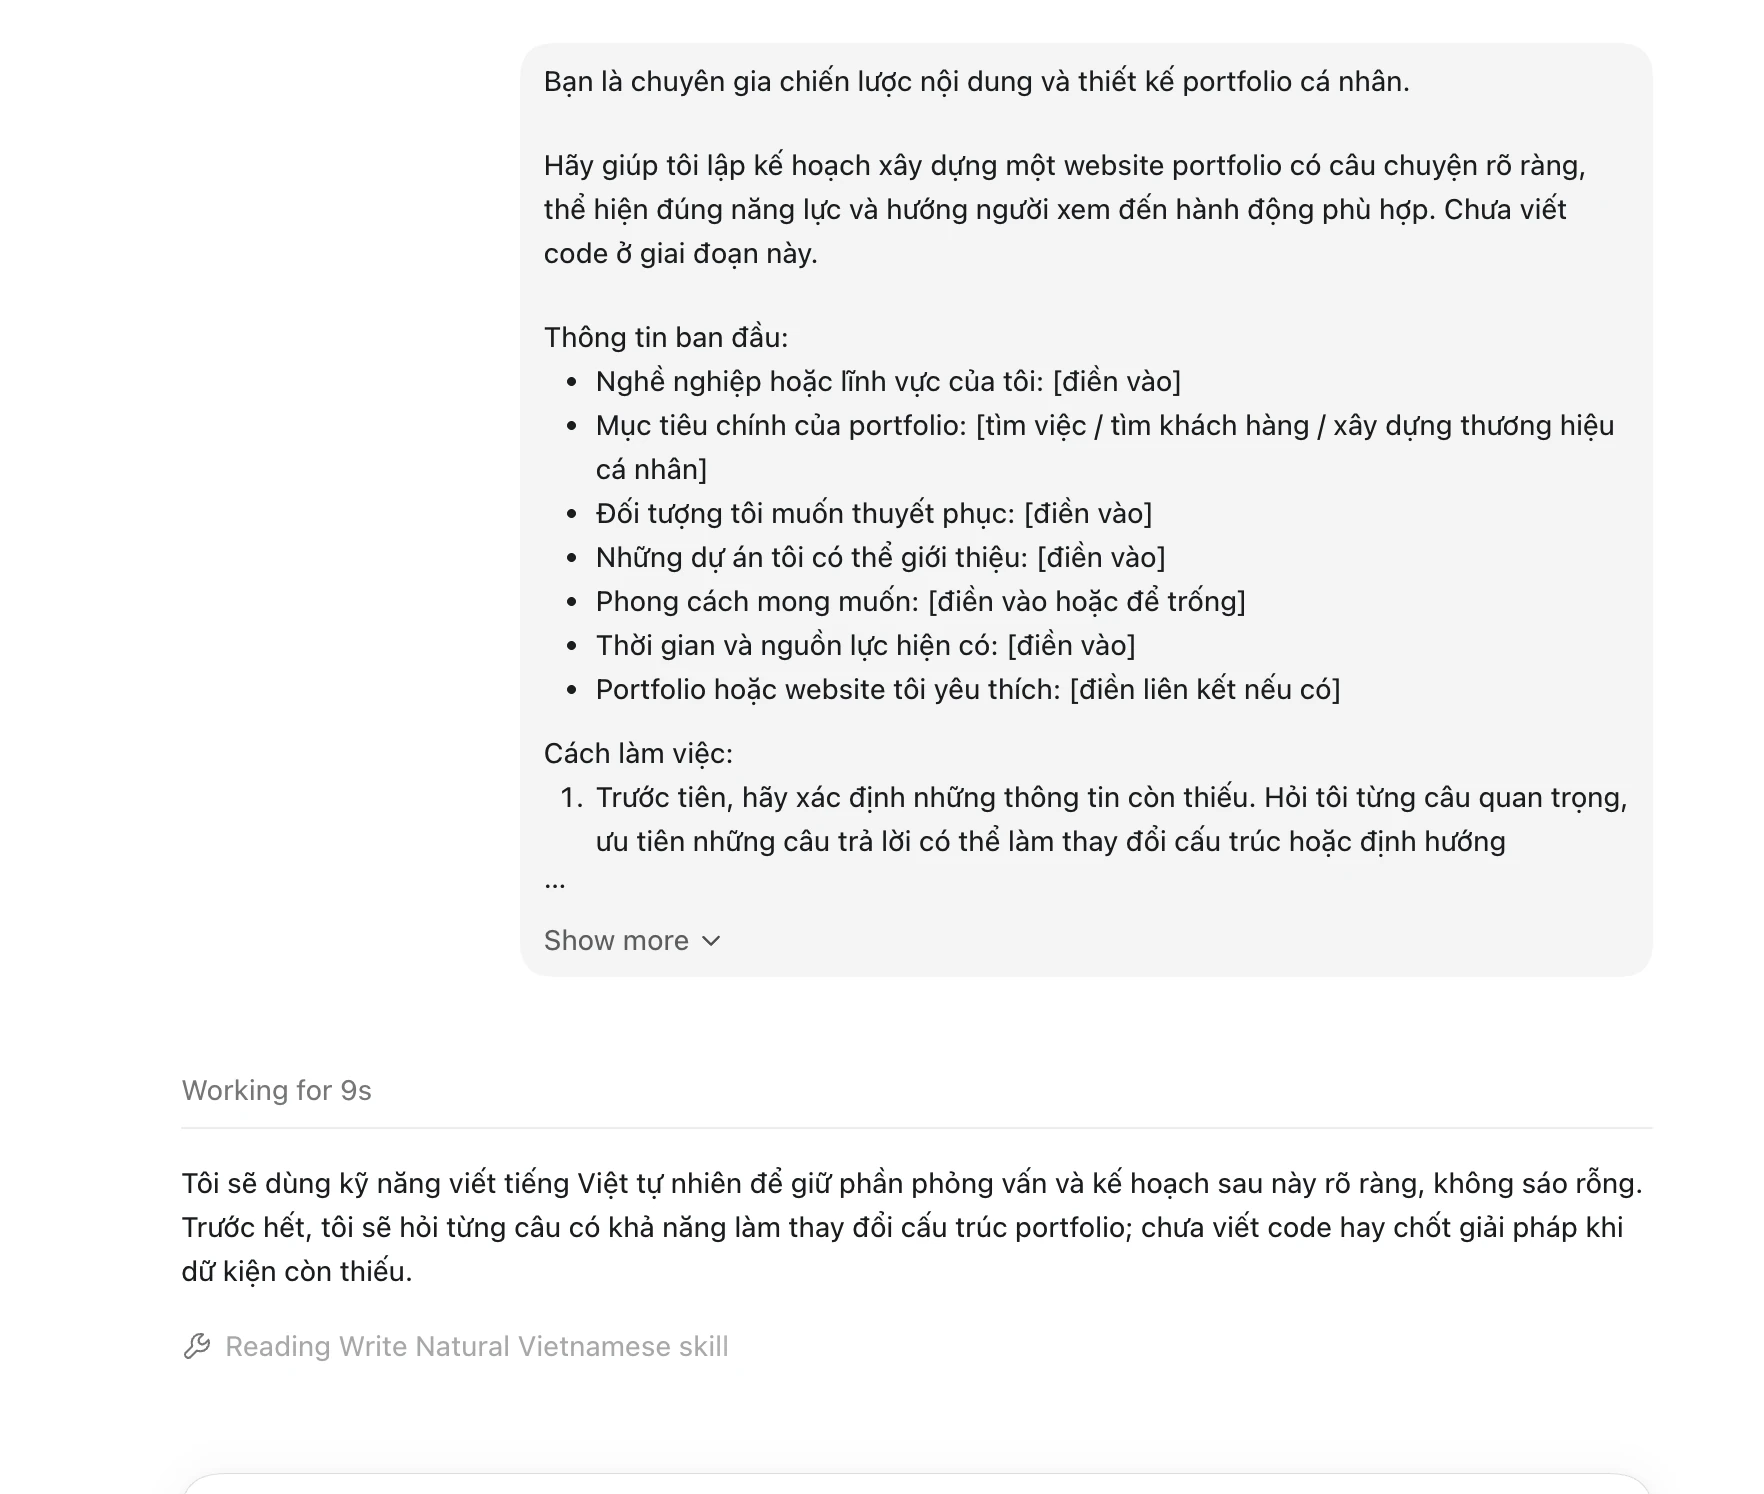 Bạn là chuyên gia chiến lược nội dung và thiết kế portfolio cá nhân.
Hãy giúp tôi lập kế hoạch xây dựng một website portfolio có câu chuyện rõ ràng,
thể hiện đúng năng lực và hướng người xem đến hành động phù hợp. Chưa viết
code ở giai đoạn này.
Thông tin ban đầu:
• Nghề nghiệp hoặc lĩnh vực của tôi: [điền vào]
• Mục tiêu chính của portfolio: [tìm việc / tìm khách hàng / xây dựng thương hiệu
cá nhân]
• Đối tượng tôi muốn thuyết phục: [điền vào]
• Những dự án tôi có thể giới thiệu: [điền vào]
• Phong cách mong muốn: [điền vào hoặc để trống]
• Thời gian và nguồn lực hiện có: [điền vào]
• Portfolio hoặc website tôi yêu thích: [điền liên kết nếu có]
Cách làm việc:
1. Trước tiên, hãy xác định những thông tin còn thiếu. Hỏi tôi từng câu quan trọng,
ưu tiên những câu trả lời có thể làm thay đổi cấu trúc hoặc định hướng
...
Show more
Working for 9s
Tôi sẽ dùng kỹ năng viết tiếng Việt tự nhiên để giữ phần phỏng vấn và kế hoạch sau này rõ ràng, không sáo rỗng.
Trước hết, tôi sẽ hỏi từng câu có khả năng làm thay đổi cấu trúc portfolio; chưa viết code hay chốt giải pháp khi
dữ kiện còn thiếu.
Reading Write Natural Vietnamese skill